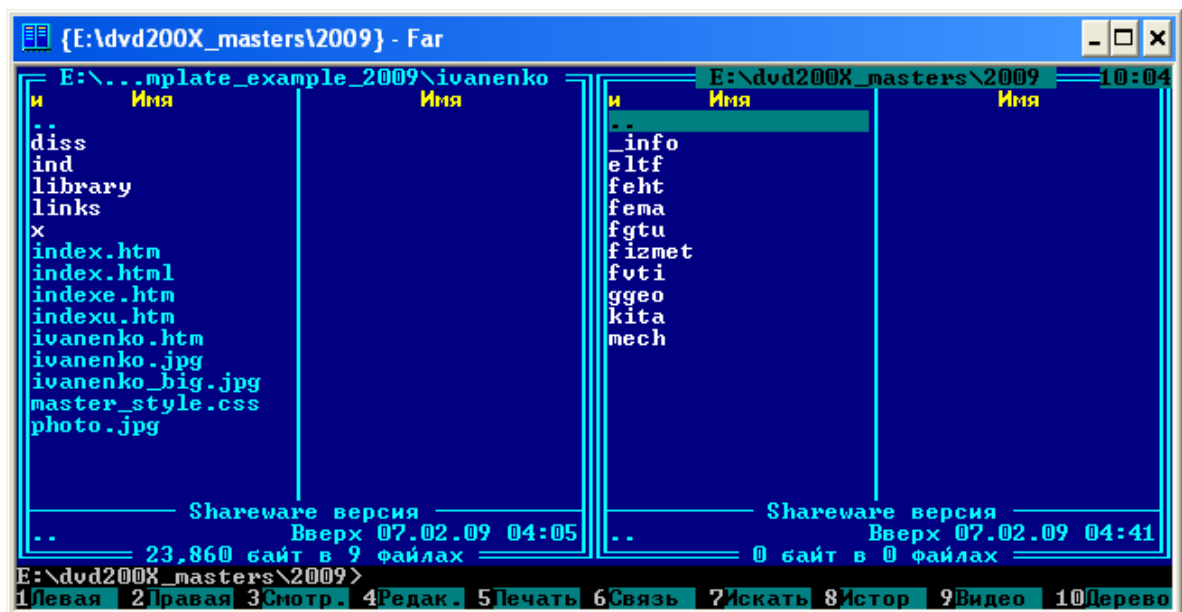 {E:\dvd200X_masters\2009} - Far
E:\...mplate_example_2009\ivanenko
и Имя Имя
..
diss
ind
library
links
x
index.htm
index.html
indexe.htm
indexu.htm
ivanenko.htm
ivanenko.jpg
ivanenko_big.jpg
master_style.css
photo.jpg
Shareware версия
.. Вверх 07.02.09 04:05
23,860 байт в 9 файлах
E:\dvd200X_masters\2009 10:04
и Имя Имя
..
_info
eltf
feht
fema
fgtu
fizmet
fvti
ggeo
kita
mech
Shareware версия
.. Вверх 07.02.09 04:41
0 байт в 0 файлах
E:\dvd200X_masters\2009>
1Левая 2Правая 3Смотр. 4Редак. 5Печать 6Связь 7Искать 8Истор 9Видео 10Дерево